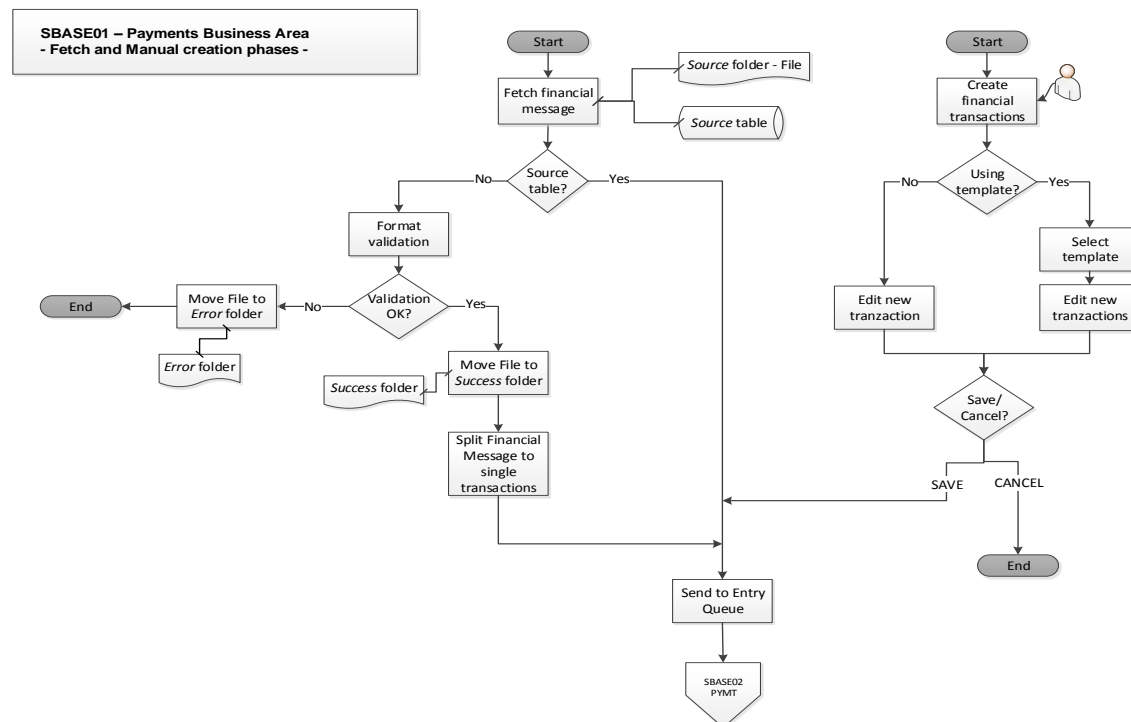 SBASE01 – Payments Business Area
- Fetch and Manual creation phases -
Start
Fetch financial
message
Source folder - File
Source table
Source
table?
No
Yes
Format
validation
Validation
OK?
No
Yes
Move File to
Error folder
End
Error folder
Move File to
Success folder
Success folder
Split Financial
Message to
single
transactions
Start
Create
financial
transactions
Using
template?
No
Yes
Select
template
Edit new
tranzaction
Edit new
tranzactions
Save/
Cancel?
SAVE
CANCEL
End
Send to Entry
Queue
SBASE02
PYMT